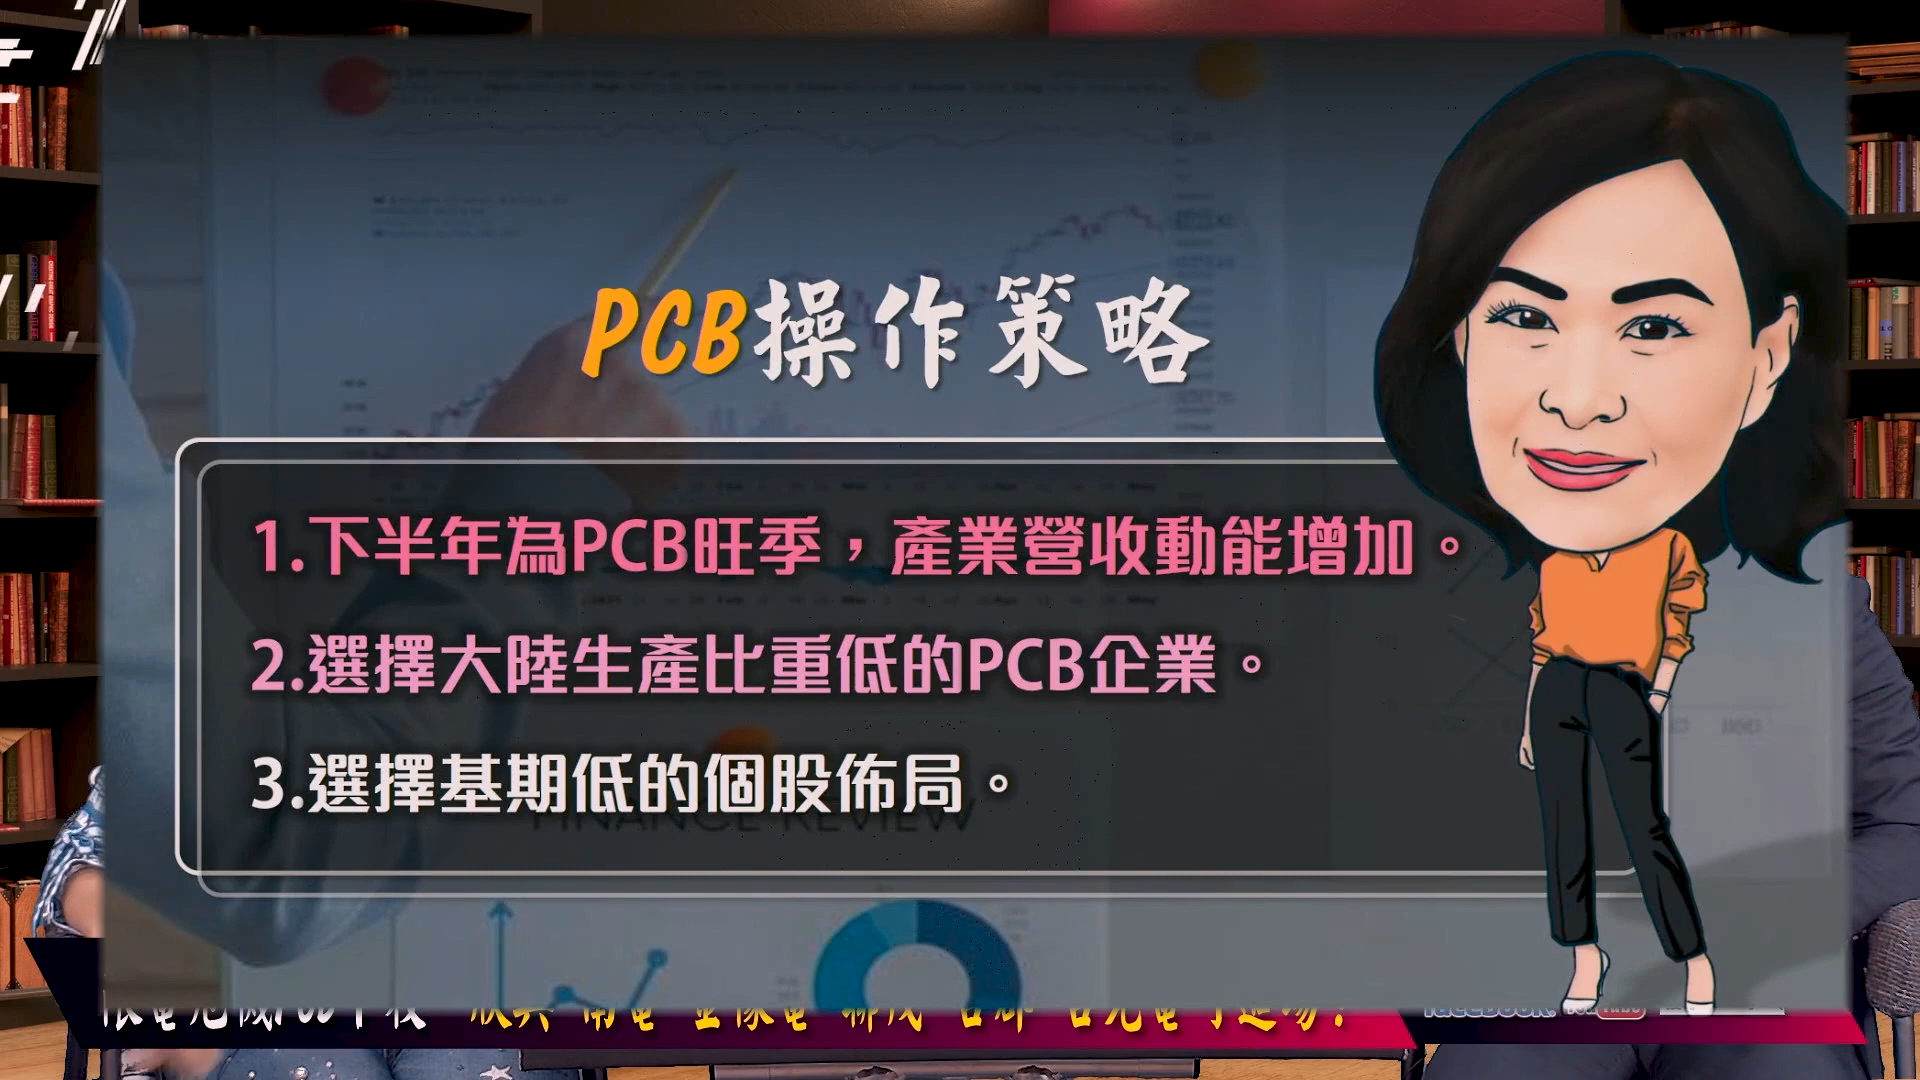 PCB操作策略
1.下半年為PCB旺季，產業營收動能增加。
2.選擇大陸生產比重低的PCB企業。
3.選擇基期低的個股佈局。
FINANCE REVIEW